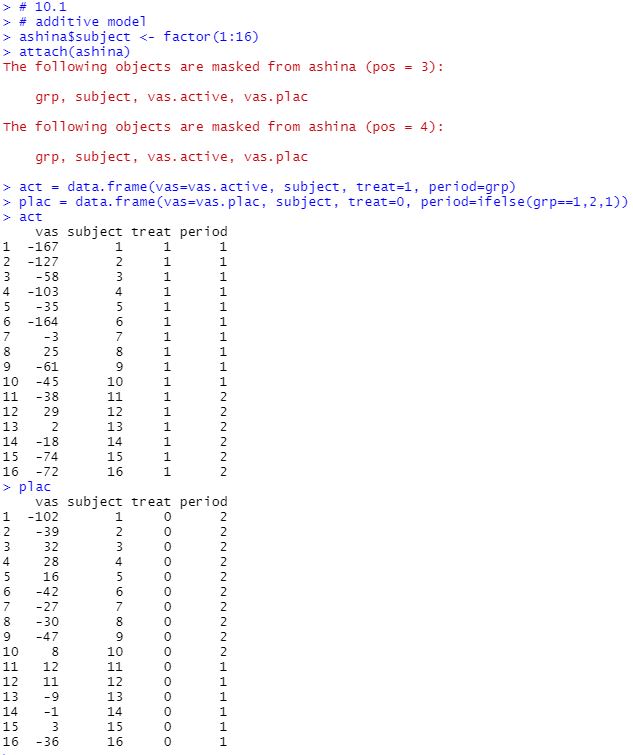 > # 10.1
> # additive model
> ashina$subject <- factor(1:16)
> attach(ashina)
The following objects are masked from ashina (pos = 3):

    grp, subject, vas.active, vas.plac

The following objects are masked from ashina (pos = 4):

    grp, subject, vas.active, vas.plac

> act = data.frame(vas=vas.active, subject, treat=1, period=grp)
> plac = data.frame(vas=vas.plac, subject, treat=0, period=ifelse(grp==1,2,1))
> act
    vas subject treat period
1  -167       1     1      1
2  -127       2     1      1
3   -58       3     1      1
4  -103       4     1      1
5   -35       5     1      1
6  -164       6     1      1
7    -3       7     1      1
8    25       8     1      1
9   -61       9     1      1
10  -45      10     1      1
11  -38      11     1      2
12   29      12     1      2
13    2      13     1      2
14  -18      14     1      2
15  -74      15     1      2
16  -72      16     1      2
> plac
    vas subject treat period
1  -102       1     0      2
2   -39       2     0      2
3    32       3     0      2
4    28       4     0      2
5    16       5     0      2
6   -42       6     0      2
7   -27       7     0      2
8   -30       8     0      2
9   -47       9     0      2
10    8      10     0      2
11   12      11     0      1
12   11      12     0      1
13   -9      13     0      1
14   -1      14     0      1
15    3      15     0      1
16  -36      16     0      1